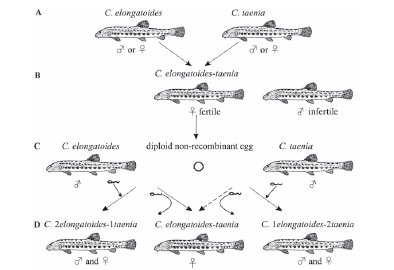 A C. elongatoides C. taenia
♂ or ♀ ♂ or ♀
B C. elongatoides-taenia
♀ fertile ♂ infertile
C C. elongatoides diploid non-recombinant egg C. taenia
♂ ♂
D C. 2elongatoides-1taenia C. elongatoides-taenia C. 1elongatoides-2taenia
♂ and ♀ ♀ ♂ and ♀